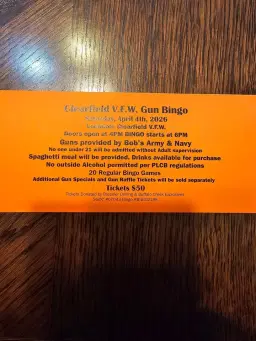 Clearfield V.F.W. Gun Bingo
Saturday, April 4th, 2026
Clearfield V.F.W.
Doors open at 4PM BINGO starts at 6PM
Guns provided by Bob's Army & Navy
No one under 21 will be admitted without Adult supervision
Spaghetti meal will be provided. Drinks available for purchase
No outside Alcohol permitted per PLCB regulations
20 Regular Bingo Games
Additional Gun Specials and Gun Raffle Tickets will be sold separately
Tickets $50